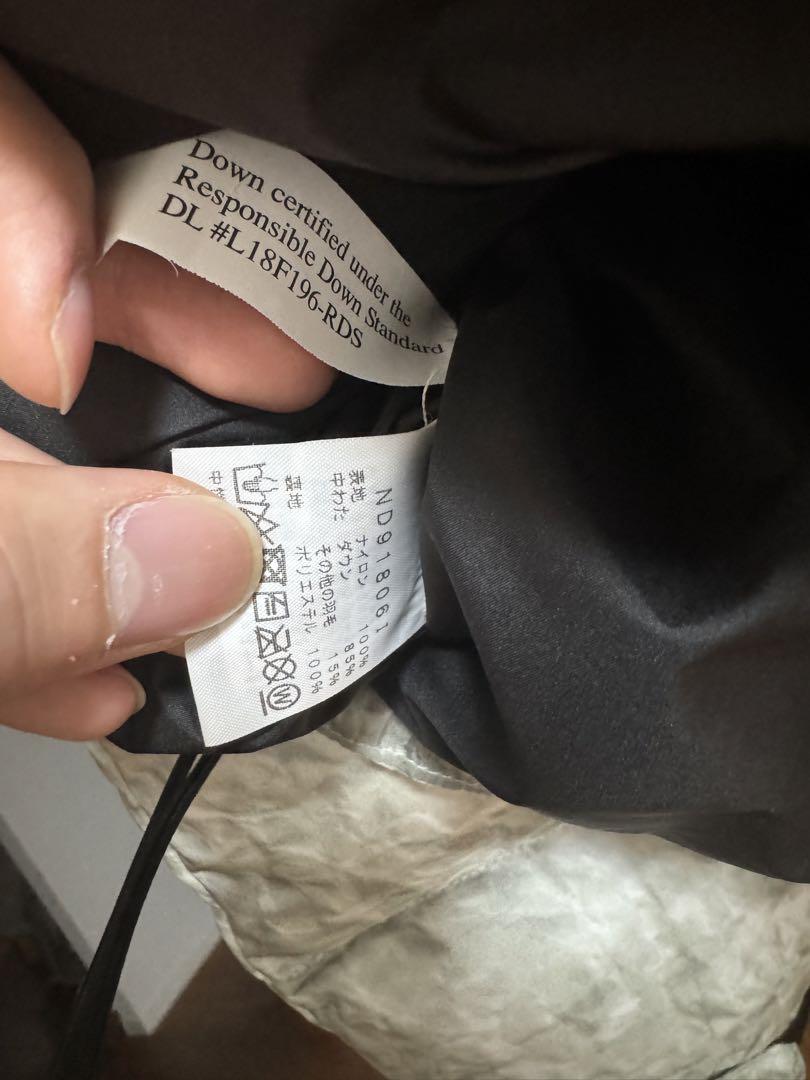 Down certified under the
Responsible Down Standard
DL #L18F196-RDS
ND918061
表地 ナイロン 100%
中わた ダウン 85%
その他の羽毛 15%
裏地 ポリエステル 100%
W